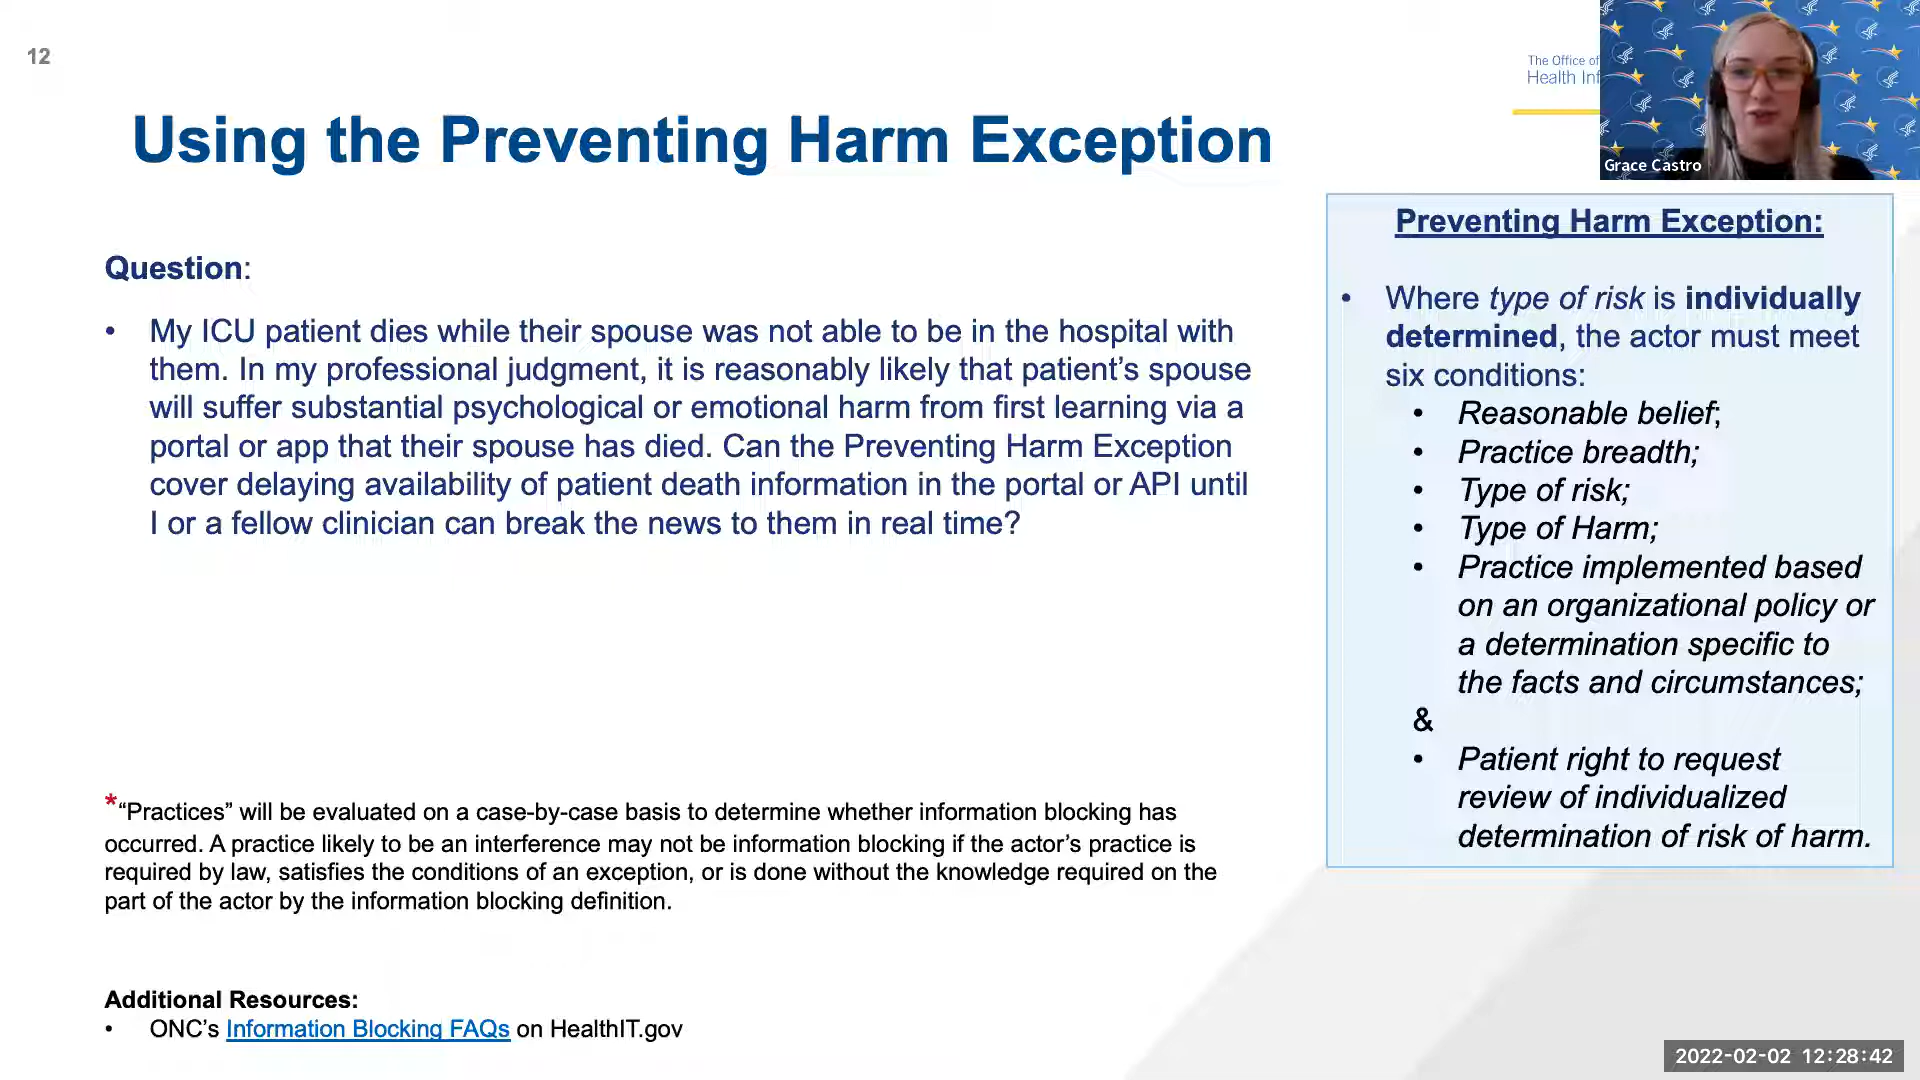 12
The Office of
Health Inf
Grace Castro
Using the Preventing Harm Exception
Question:
• My ICU patient dies while their spouse was not able to be in the hospital with
them. In my professional judgment, it is reasonably likely that patient’s spouse
will suffer substantial psychological or emotional harm from first learning via a
portal or app that their spouse has died. Can the Preventing Harm Exception
cover delaying availability of patient death information in the portal or API until
I or a fellow clinician can break the news to them in real time?
*“Practices” will be evaluated on a case-by-case basis to determine whether information blocking has
occurred. A practice likely to be an interference may not be information blocking if the actor’s practice is
required by law, satisfies the conditions of an exception, or is done without the knowledge required on the
part of the actor by the information blocking definition.
Additional Resources:
• ONC’s Information Blocking FAQs on HealthIT.gov
Preventing Harm Exception:
• Where type of risk is individually
determined, the actor must meet
six conditions:
• Reasonable belief;
• Practice breadth;
• Type of risk;
• Type of Harm;
• Practice implemented based
on an organizational policy or
a determination specific to
the facts and circumstances;
&
• Patient right to request
review of individualized
determination of risk of harm.
2022-02-02 12:28:42